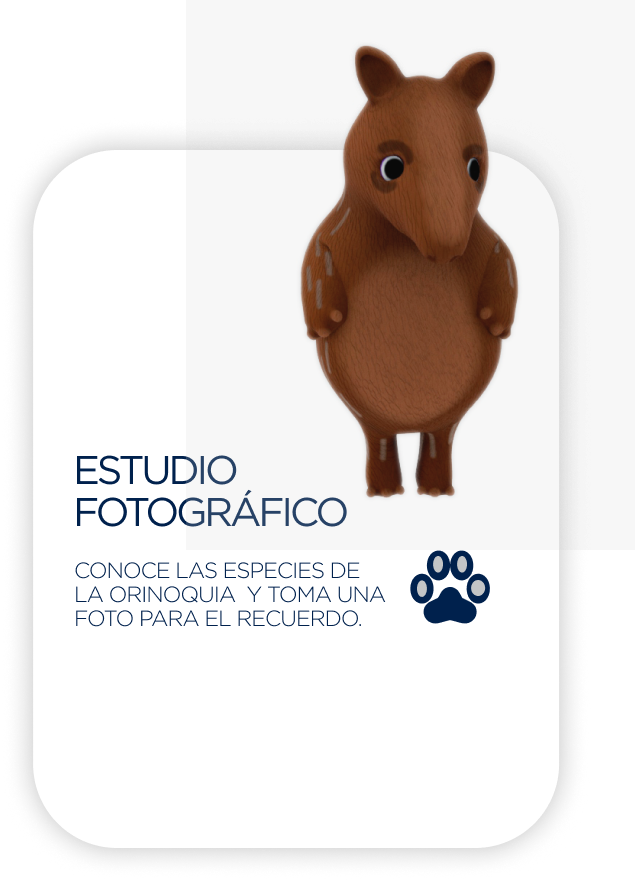 ESTUDIO
FOTOGRÁFICO
CONOCE LAS ESPECIES DE
LA ORINOQUIA  Y TOMA UNA
FOTO PARA EL RECUERDO.